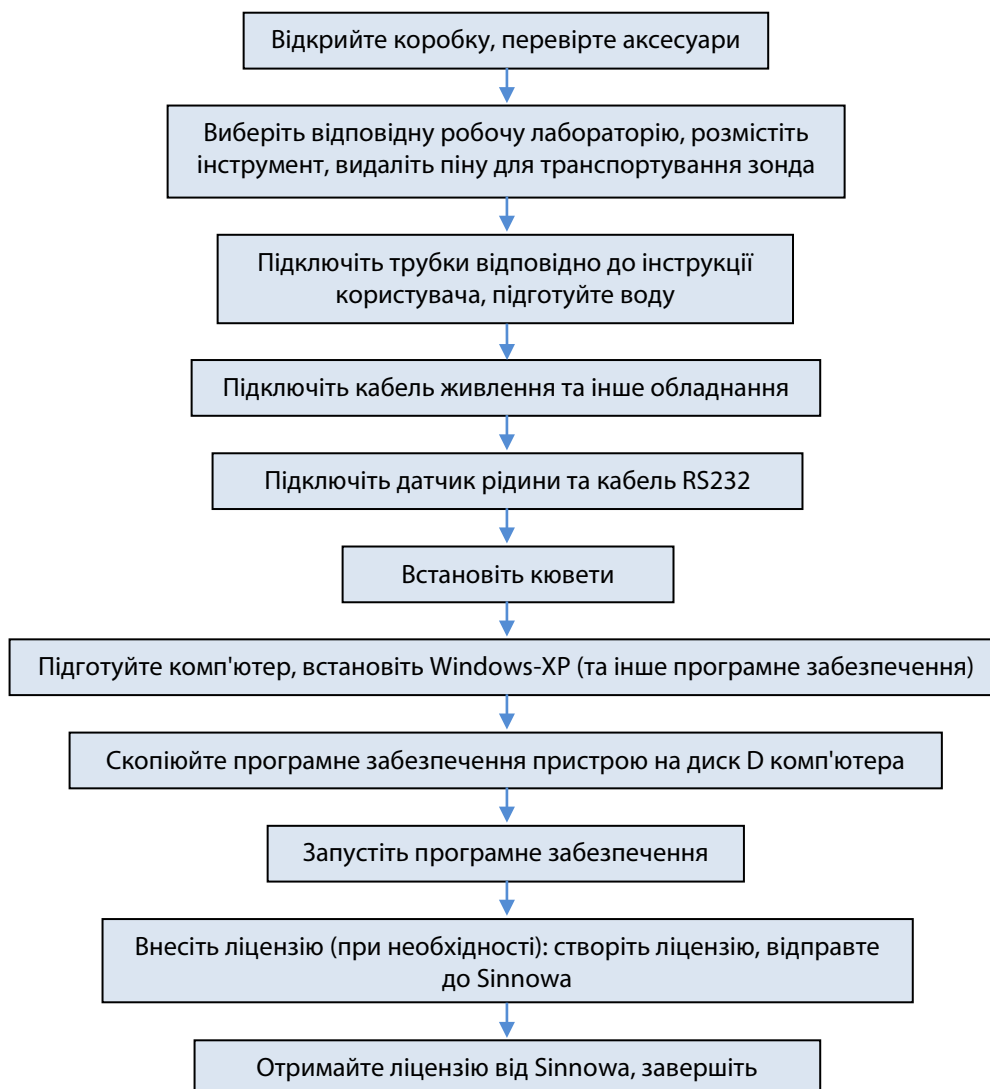 Відкрийте коробку, перевірте аксесуари
Виберіть відповідну робочу лабораторію, розмістіть
інструмент, видаліть піну для транспортування зонда
Підключіть трубки відповідно до інструкції
користувача, підготуйте воду
Підключіть кабель живлення та інше обладнання
Підключіть датчик рідини та кабель RS232
Встановіть кювети
Підготуйте комп'ютер, встановіть Windows-XP (та інше програмне забезпечення)
Скопіюйте програмне забезпечення пристрою на диск D комп'ютера
Запустіть програмне забезпечення
Внесіть ліцензію (при необхідності): створіть ліцензію, відправте
до Sinnowa
Отримайте ліцензію від Sinnowa, завершіть